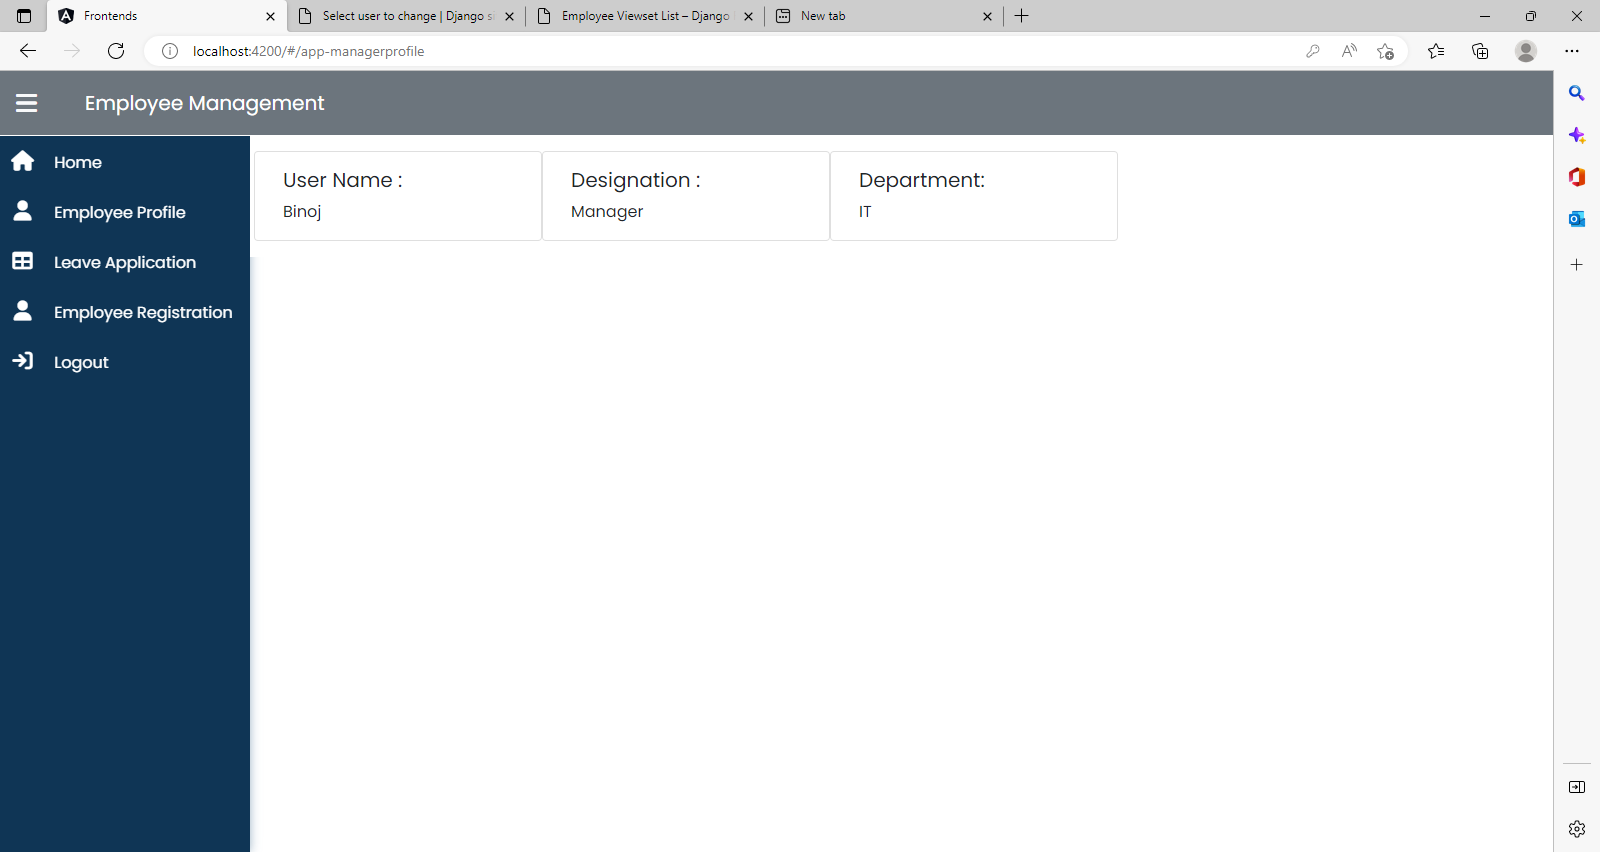 Frontends
Select user to change | Django s
Employee Viewset List – Django
New tab
localhost:4200/#/app-managerprofile
Employee Management
Home
Employee Profile
Leave Application
Employee Registration
Logout
User Name :
Binoj
Designation :
Manager
Department:
IT